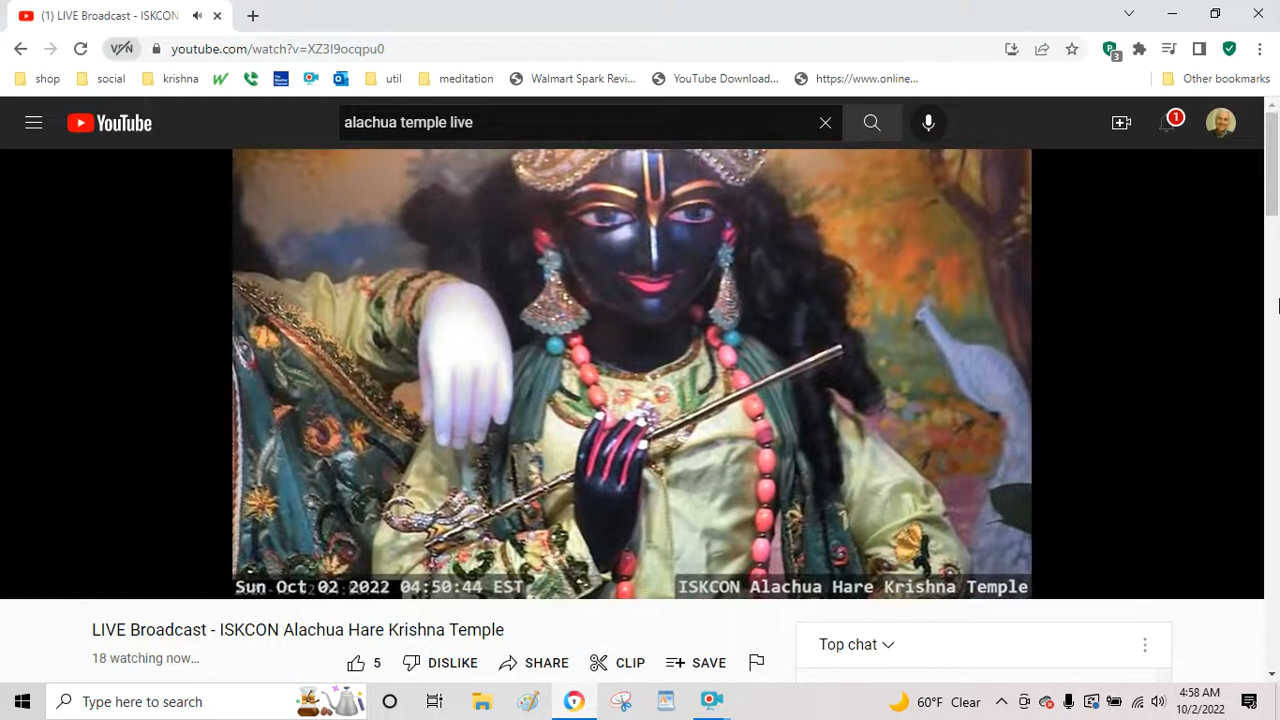 (1) LIVE Broadcast - ISKCON
VPN youtube.com/watch?v=XZ3I9ocqpu0 3
shop social krishna util meditation Walmart Spark Revi... YouTube Download... https://www.online... Other bookmarks
YouTube alachua temple live 1
Sun Oct 02 2022 04:50:44 EST ISKCON Alachua Hare Krishna Temple
LIVE Broadcast - ISKCON Alachua Hare Krishna Temple
Top chat
18 watching now...
5 DISLIKE SHARE CLIP SAVE
Type here to search 60°F Clear 4:58 AM
10/2/2022